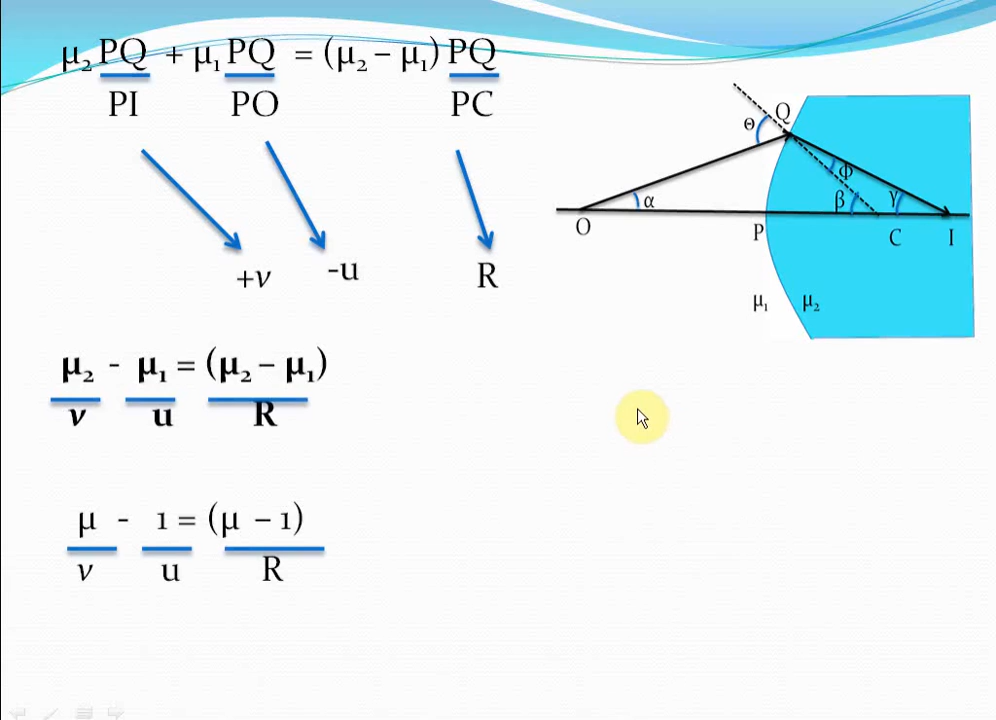 μ₂ PQ + μ₁ PQ = (μ₂ – μ₁) PQ
PI PO PC
+v -u R
μ₂ - μ₁ = (μ₂ – μ₁)
v u R
μ - 1 = (μ – 1)
v u R
Q
Θ
ϕ
α β γ
O P C I
μ₁ μ₂